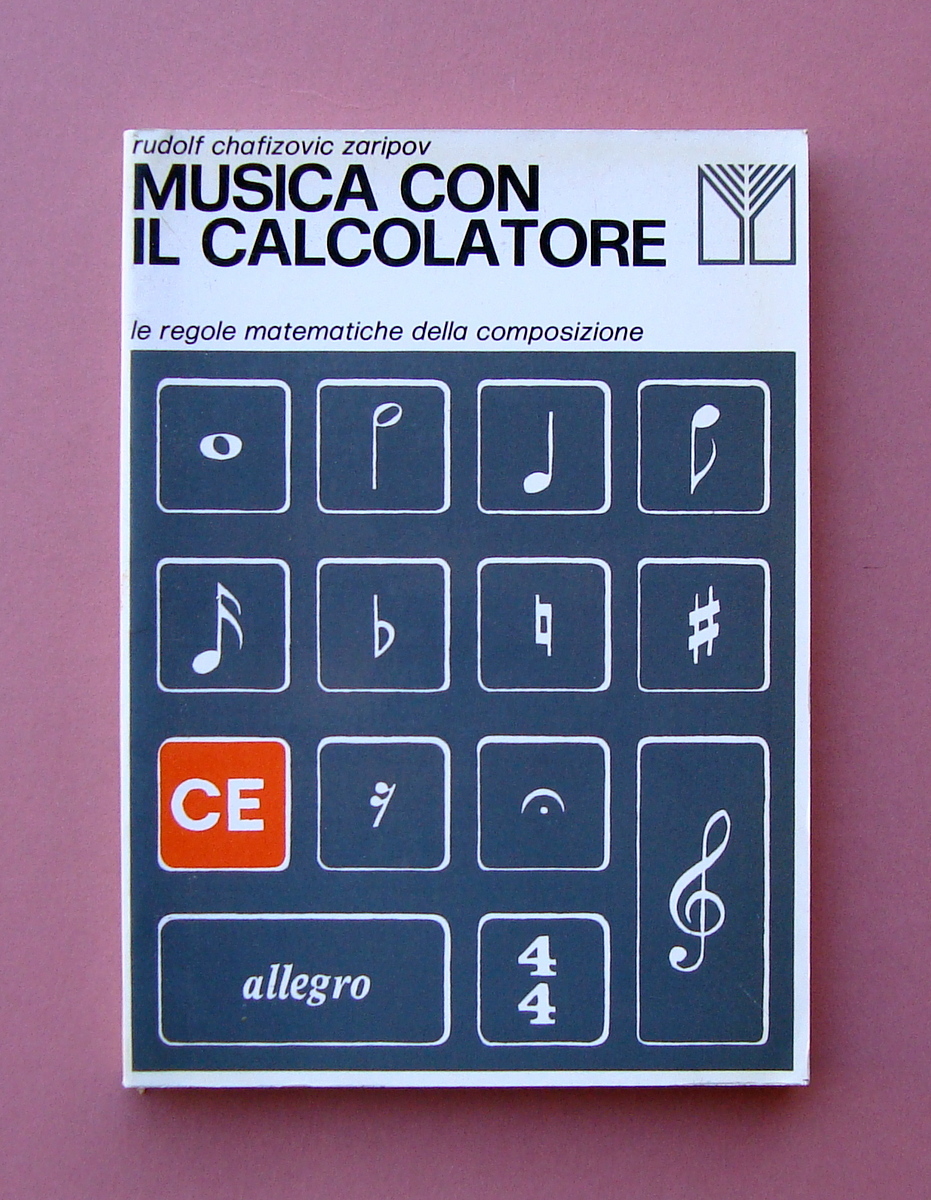 rudolf chafizovic zaripov
MUSICA CON
IL CALCOLATORE
le regole matematiche della composizione
CE
allegro
4
4